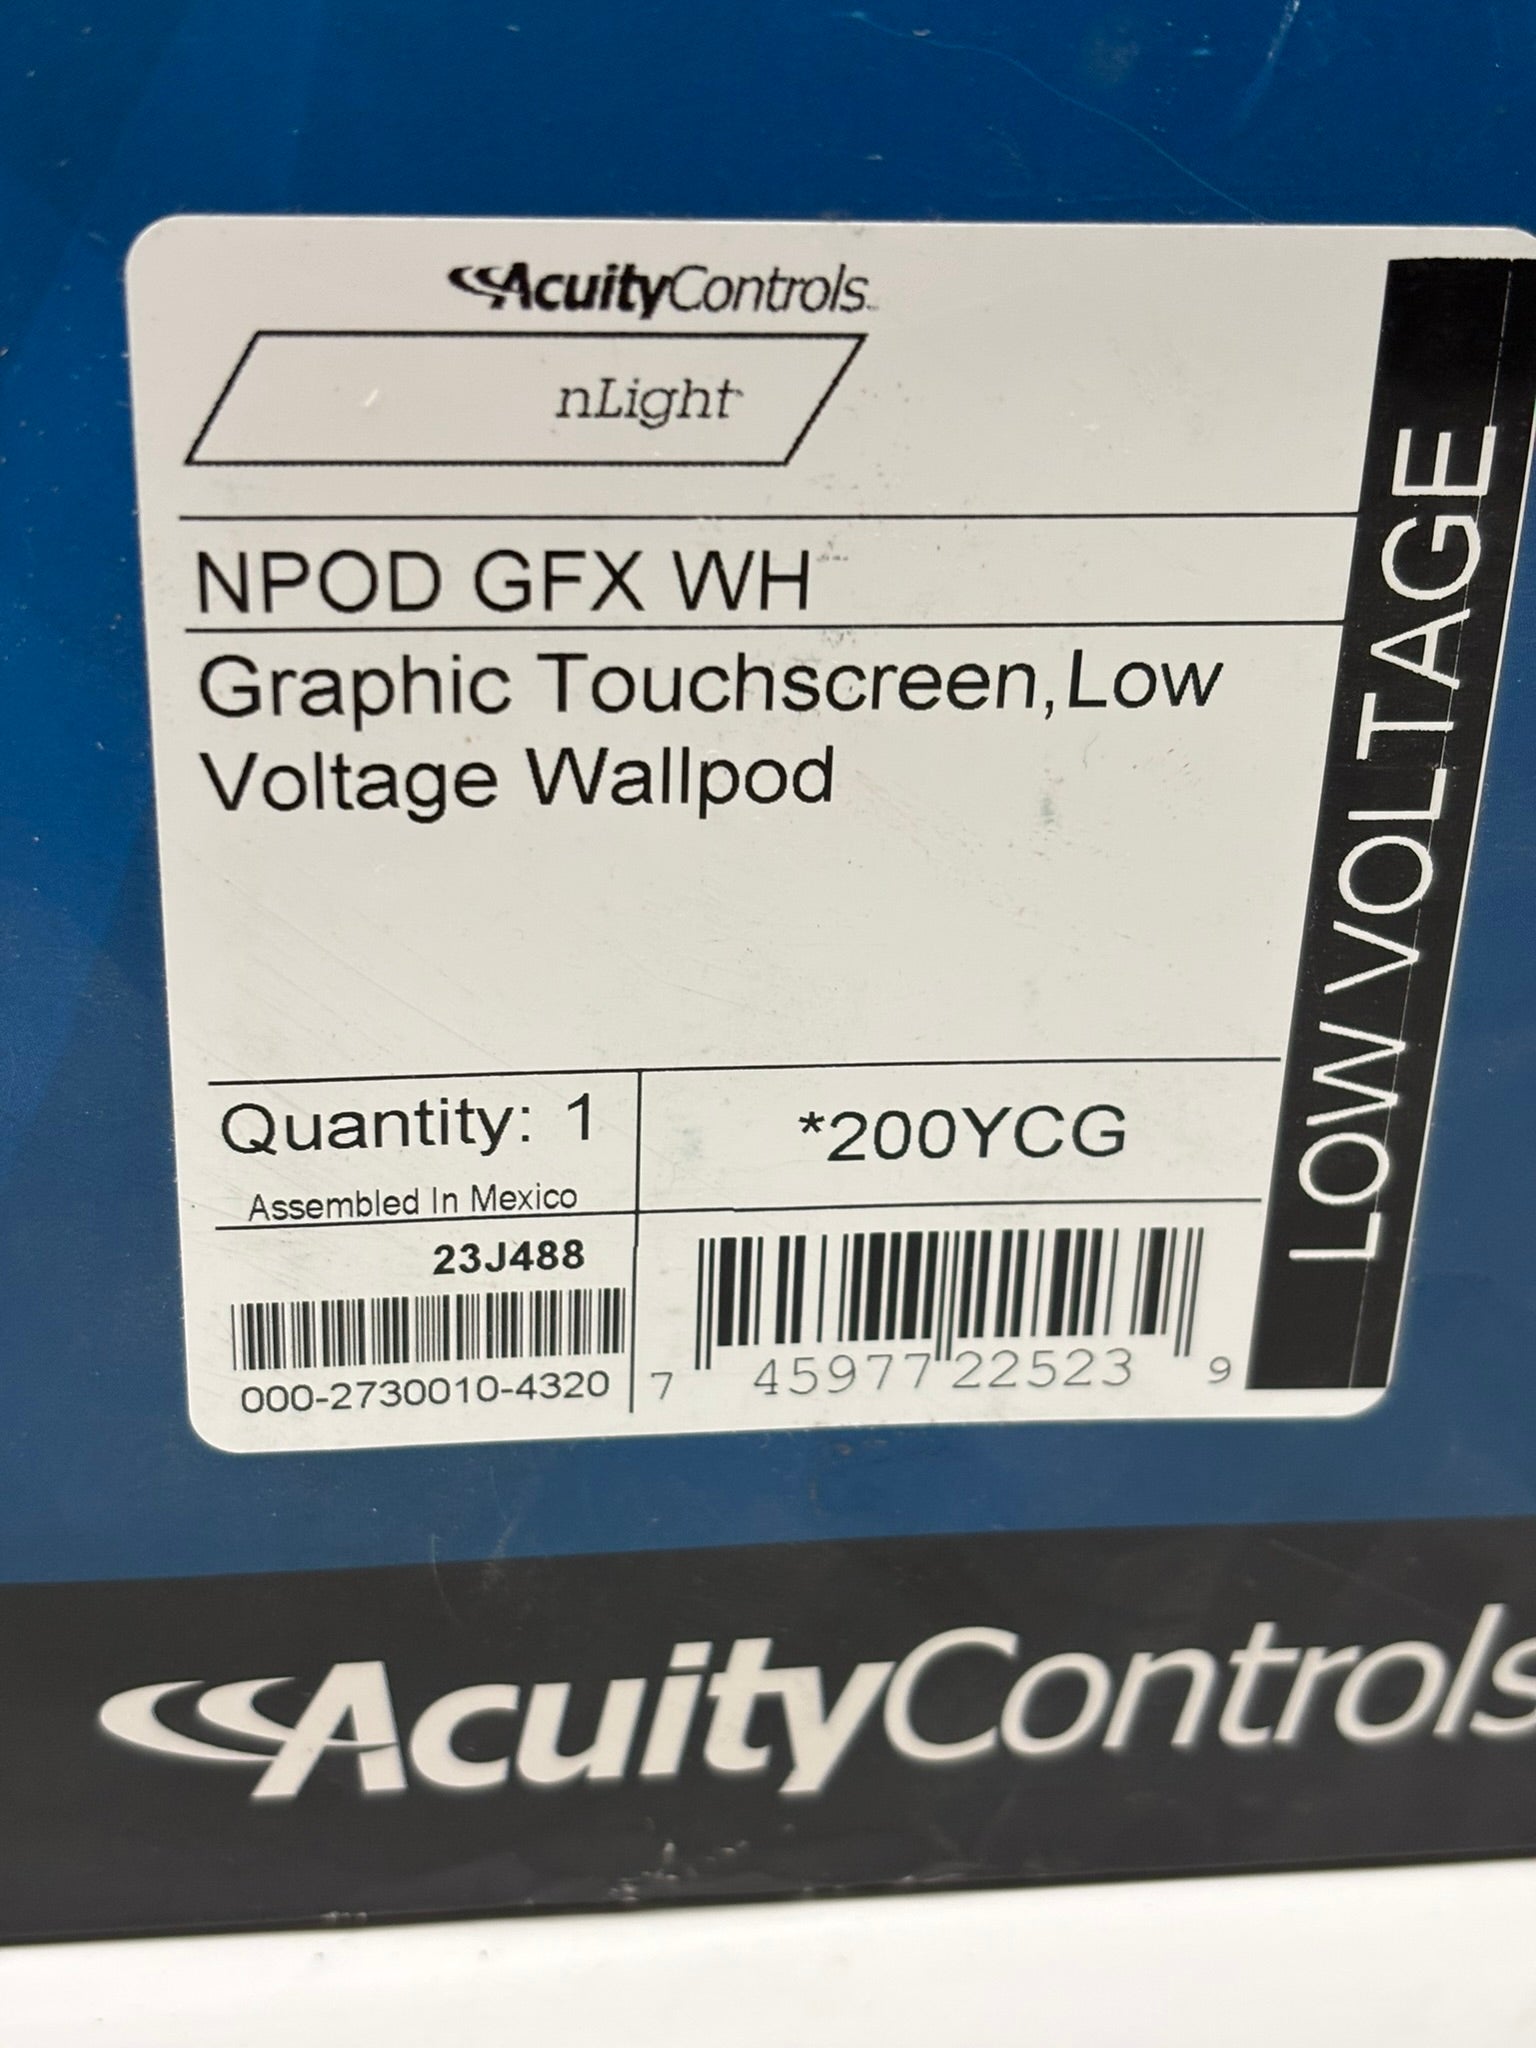 AcuityControls
nLight
NPOD GFX WH
Graphic Touchscreen, Low
Voltage Wallpod
LOW VOLTAGE
Quantity: 1
Assembled In Mexico
*200YCG
23J488
000-2730010-4320
7 45977 22523 9
AcuityControls